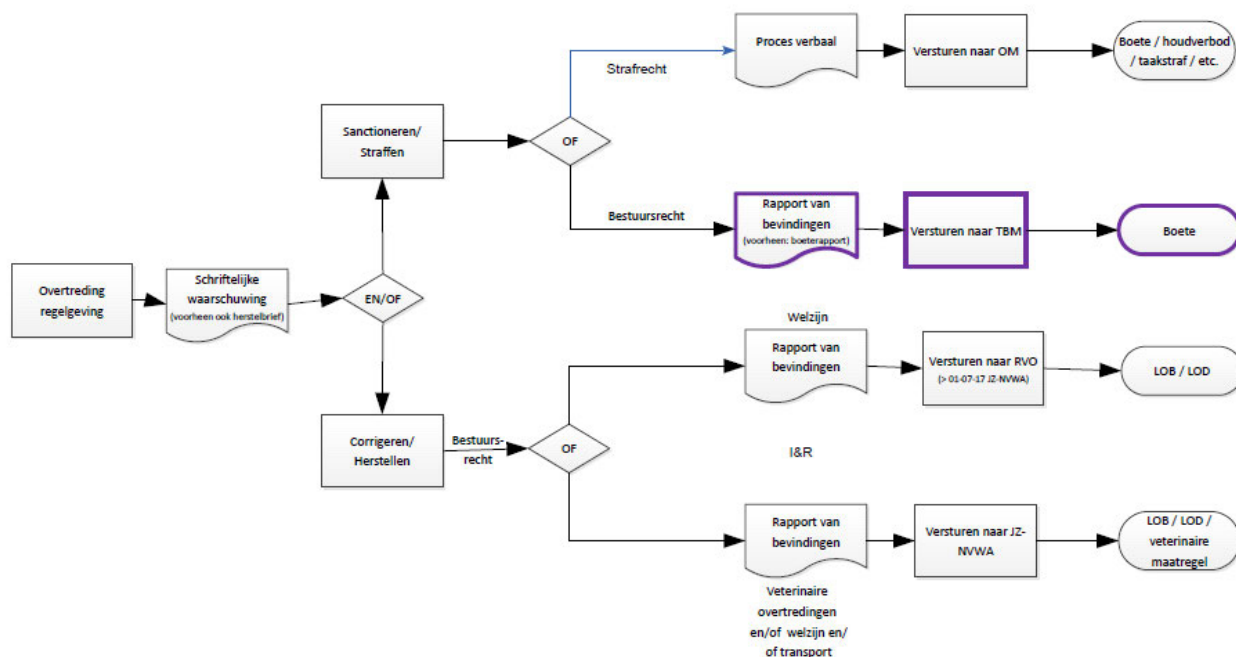 Proces verbaal
Versturen naar OM
Boete / houdverbod
/ taakstraf / etc.
Strafrecht
Sanctioneren/
Straffen
OF
Bestuursrecht
Rapport van
bevindingen
(voorheen: boeterapport)
Versturen naar TBM
Boete
Overtreding
regelgeving
Schriftelijke
waarschuwing
(voorheen ook herstelbrief)
EN/OF
Welzijn
Rapport van
bevindingen
Versturen naar RVO
(> 01-07-17 JZ-NVWA)
LOB / LOD
Corrigeren/
Herstellen
Bestuurs-
recht
OF
I&R
Rapport van
bevindingen
Versturen naar JZ-
NVWA
LOB / LOD /
veterinaire
maatregel
Veterinaire
overtredingen
en/of welzijn en/
of transport